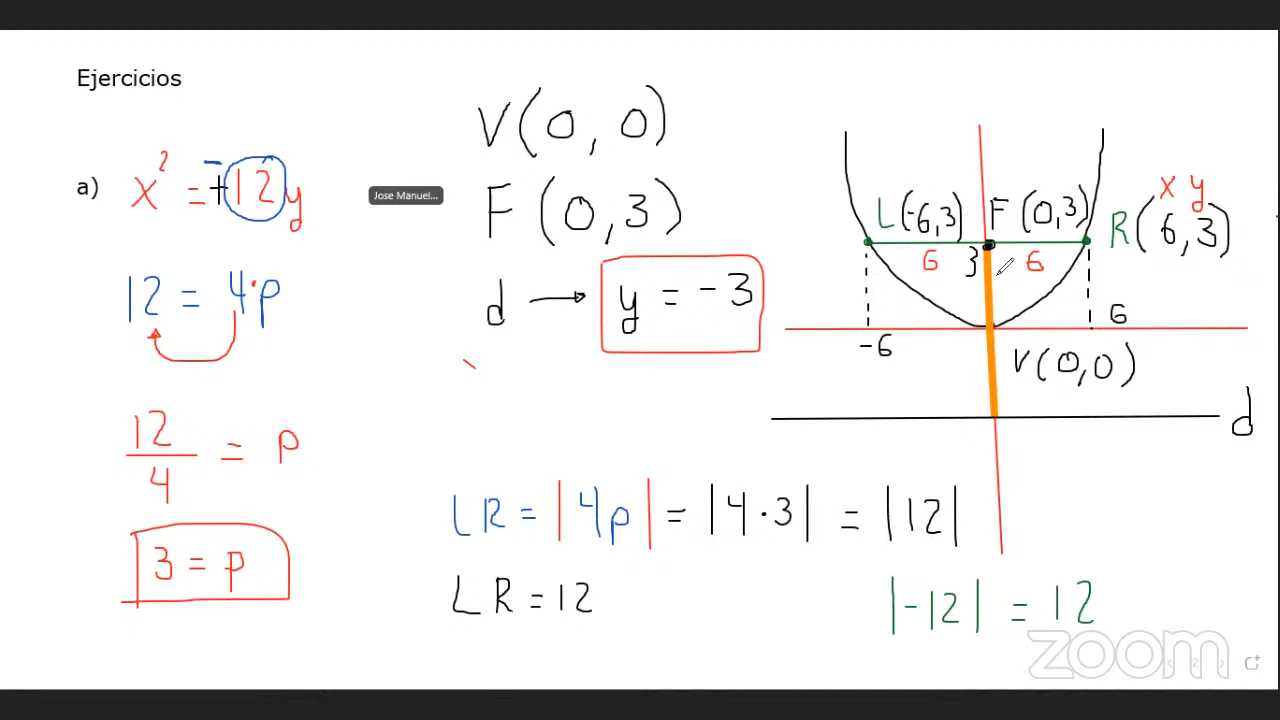 Ejercicios
a) x² = +12y
12 = 4·p
12/4 = p
3 = p
Jose Manuel...
V(0, 0)
F(0, 3)
d → y = -3
LR = |4p| = |4·3| = |12|
LR = 12
|-12| = 12
x y
L(-6,3) F(0,3) R(6,3)
6 3 6
-6 6
V(0,0)
d
zoom
2